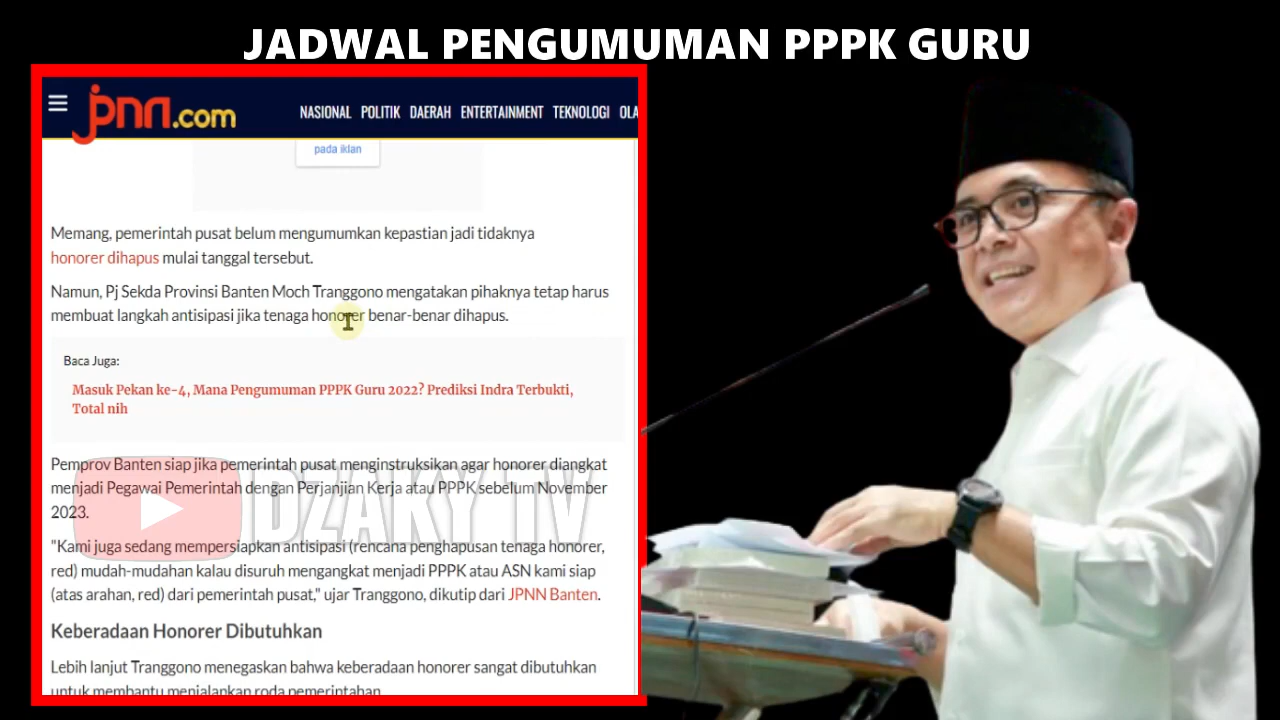 JADWAL PENGUMUMAN PPPK GURU
jpnn.com
NASIONAL POLITIK DAERAH ENTERTAINMENT TEKNOLOGI OLA
pada iklan
Memang, pemerintah pusat belum mengumumkan kepastian jadi tidaknya
honorer dihapus mulai tanggal tersebut.
Namun, Pj Sekda Provinsi Banten Moch Tranggono mengatakan pihaknya tetap harus
membuat langkah antisipasi jika tenaga honorer benar-benar dihapus.
Baca Juga:
Masuk Pekan ke-4, Mana Pengumuman PPPK Guru 2022? Prediksi Indra Terbukti,
Total nih
Pemprov Banten siap jika pemerintah pusat menginstruksikan agar honorer diangkat
menjadi Pegawai Pemerintah dengan Perjanjian Kerja atau PPPK sebelum November
2023.
DZAKY TV
"Kami juga sedang mempersiapkan antisipasi (rencana penghapusan tenaga honorer,
red) mudah-mudahan kalau disuruh mengangkat menjadi PPPK atau ASN kami siap
(atas arahan, red) dari pemerintah pusat," ujar Tranggono, dikutip dari JPNN Banten.
Keberadaan Honorer Dibutuhkan
Lebih lanjut Tranggono menegaskan bahwa keberadaan honorer sangat dibutuhkan
untuk membantu menjalankan roda pemerintahan